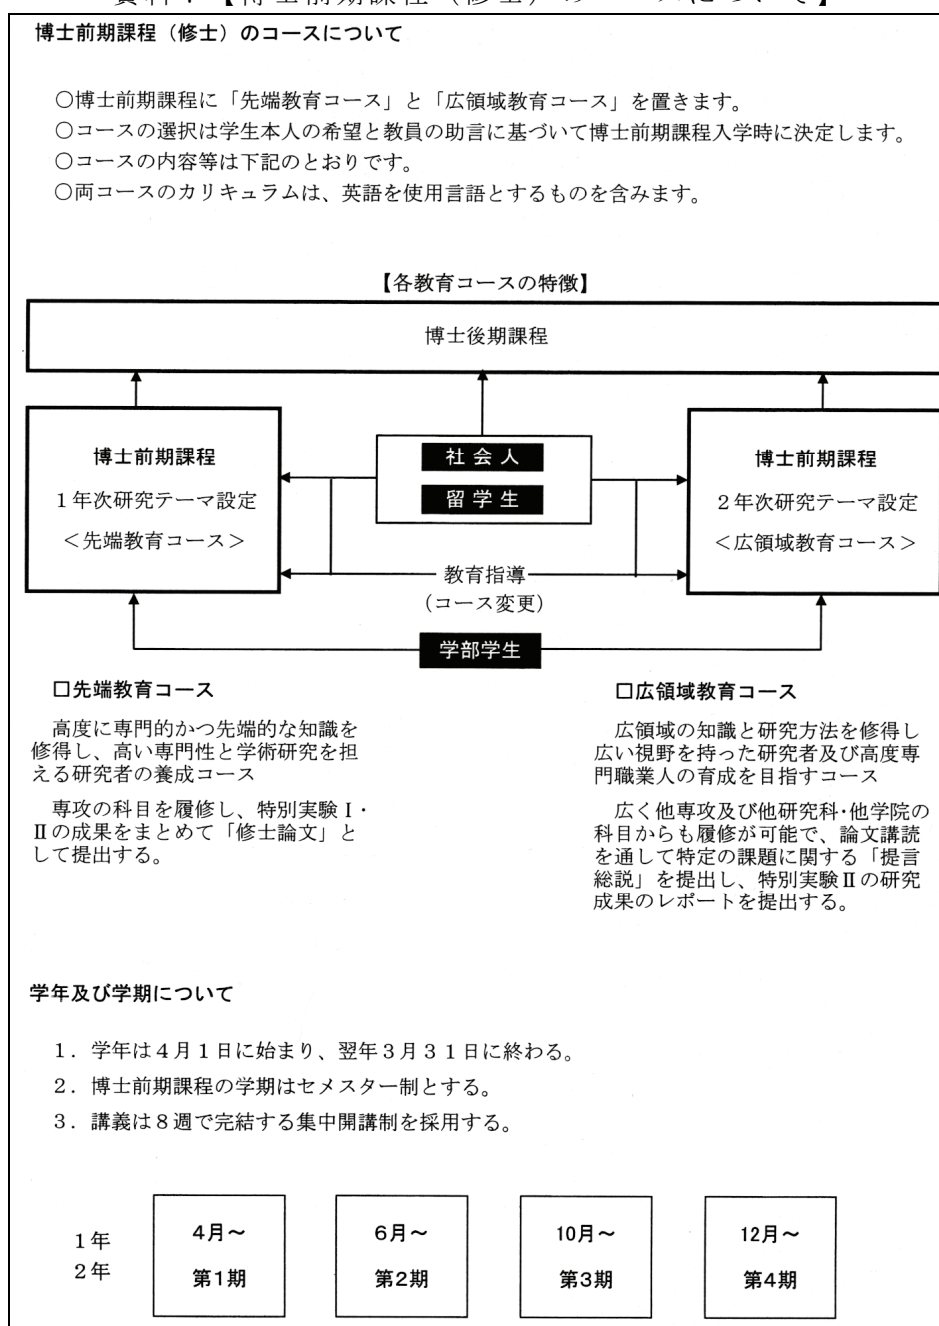 博士前期課程（修士）のコースについて
○博士前期課程に「先端教育コース」と「広領域教育コース」を置きます。
○コースの選択は学生本人の希望と教員の助言に基づいて博士前期課程入学時に決定します。
○コースの内容等は下記のとおりです。
○両コースのカリキュラムは、英語を使用言語とするものを含みます。
【各教育コースの特徴】
博士後期課程
博士前期課程
1年次研究テーマ設定
＜先端教育コース＞
社会人
留学生
博士前期課程
2年次研究テーマ設定
＜広領域教育コース＞
教育指導
（コース変更）
学部学生
□先端教育コース
高度に専門的かつ先端的な知識を
修得し、高い専門性と学術研究を担
える研究者の養成コース
専攻の科目を履修し、特別実験Ⅰ・
Ⅱの成果をまとめて「修士論文」と
して提出する。
□広領域教育コース
広領域の知識と研究方法を修得し
広い視野を持った研究者及び高度専
門職業人の育成を目指すコース
広く他専攻及び他研究科・他学院の
科目からも履修が可能で、論文講読
を通して特定の課題に関する「提言
総説」を提出し、特別実験Ⅱの研究
成果のレポートを提出する。
学年及び学期について
1．学年は4月1日に始まり、翌年3月31日に終わる。
2．博士前期課程の学期はセメスター制とする。
3．講義は8週で完結する集中開講制を採用する。
1年
2年
4月～
第1期
6月～
第2期
10月～
第3期
12月～
第4期